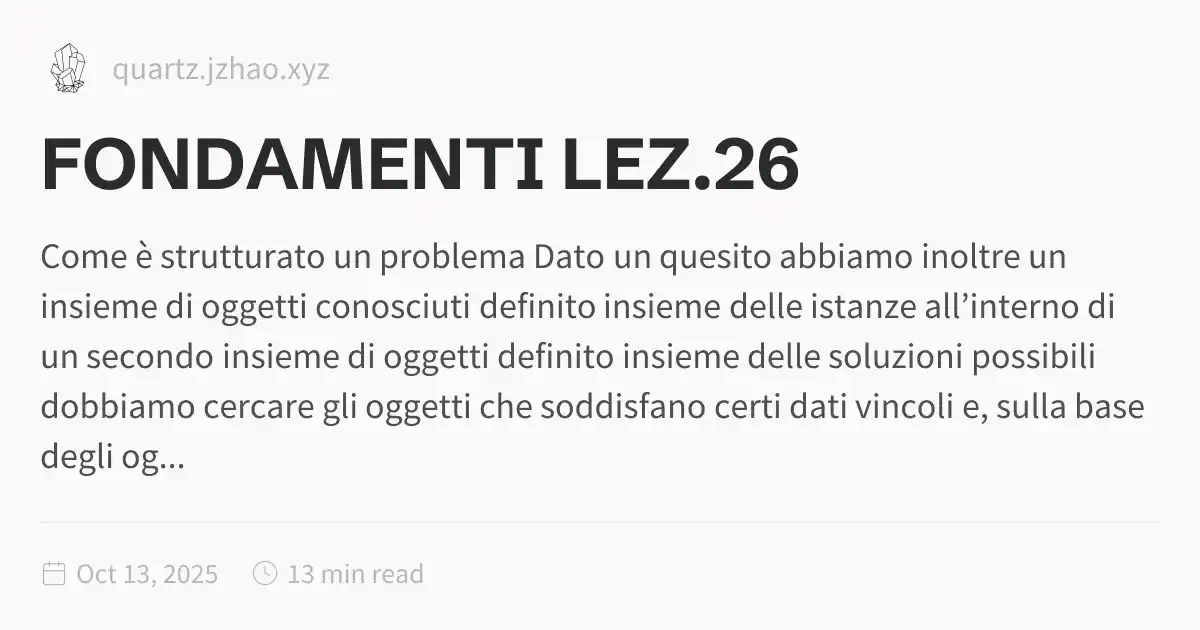 quartz.jzhao.xyz
FONDAMENTI LEZ.26
Come è strutturato un problema Dato un quesito abbiamo inoltre un
insieme di oggetti conosciuti definito insieme delle istanze all’interno di
un secondo insieme di oggetti definito insieme delle soluzioni possibili
dobbiamo cercare gli oggetti che soddisfano certi dati vincoli e, sulla base
degli og...
Oct 13, 2025 13 min read